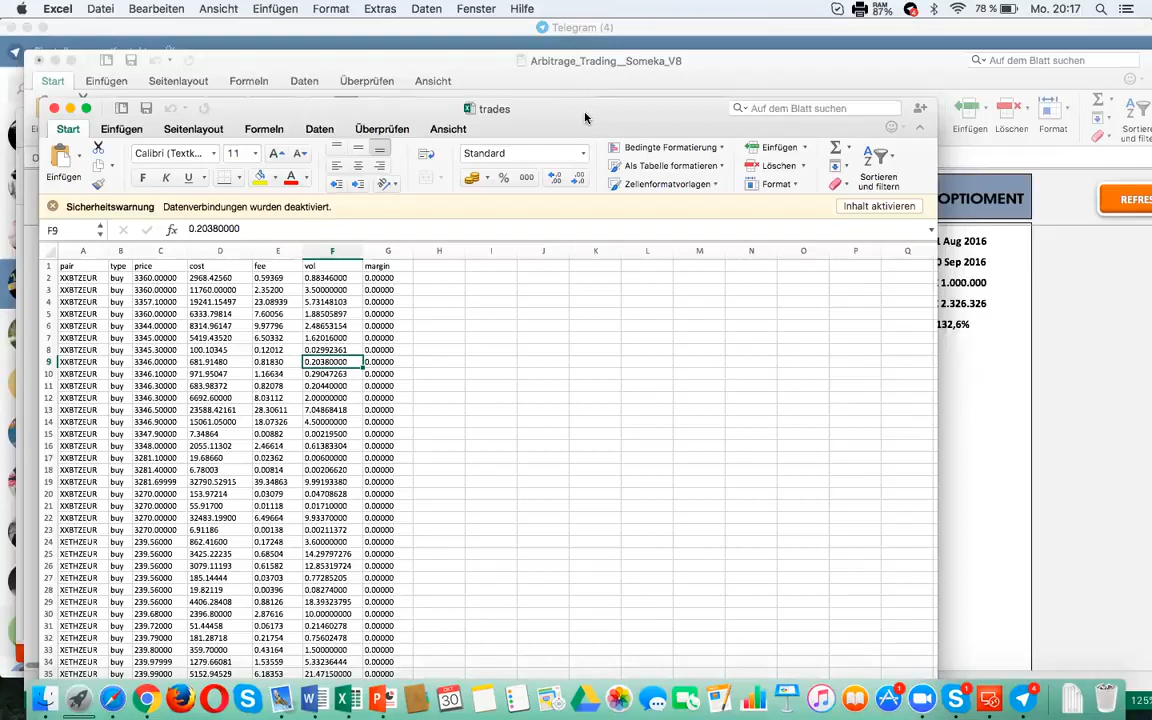 Excel Datei Bearbeiten Ansicht Einfügen Format Extras Daten Fenster Hilfe RAM 87% 78 % Mo. 20:17
Telegram (4)
Arbitrage_Trading__Someka_V8 Auf dem Blatt suchen
Start Einfügen Seitenlayout Formeln Daten Überprüfen Ansicht
Einfügen Löschen Format Sortieren
trades Auf dem Blatt suchen
Start Einfügen Seitenlayout Formeln Daten Überprüfen Ansicht
Einfügen Calibri (Textk... 11 A A Standard Bedingte Formatierung Einfügen
Als Tabelle formatieren Löschen Sortieren und filtern
F K U A % 000 Zellenformatvorlagen Format
Sicherheitswarnung Datenverbindungen wurden deaktiviert. Inhalt aktivieren
F9 fx 0.20380000
A B C D E F G H I J K L M N O P Q
1 pair type price cost fee vol margin
2 XXBTZEUR buy 3360.00000 2968.42560 0.59369 0.88346000 0.00000
3 XXBTZEUR buy 3360.00000 11760.00000 2.35200 3.50000000 0.00000
4 XXBTZEUR buy 3357.10000 19241.15497 23.08939 5.73148103 0.00000
5 XXBTZEUR buy 3360.00000 6333.79814 7.60056 1.88505897 0.00000
6 XXBTZEUR buy 3344.00000 8314.96147 9.97796 2.48653154 0.00000
7 XXBTZEUR buy 3345.00000 5419.43520 6.50332 1.62016000 0.00000
8 XXBTZEUR buy 3345.30000 100.10345 0.12012 0.02992361 0.00000
9 XXBTZEUR buy 3346.00000 681.91480 0.81830 0.20380000 0.00000
10 XXBTZEUR buy 3346.10000 971.95047 1.16634 0.29047263 0.00000
11 XXBTZEUR buy 3346.30000 683.98372 0.82078 0.20440000 0.00000
12 XXBTZEUR buy 3346.30000 6692.60000 8.03112 2.00000000 0.00000
13 XXBTZEUR buy 3346.50000 23588.42161 28.30611 7.04868418 0.00000
14 XXBTZEUR buy 3346.90000 15061.05000 18.07326 4.50000000 0.00000
15 XXBTZEUR buy 3347.90000 7.34864 0.00882 0.00219500 0.00000
16 XXBTZEUR buy 3348.00000 2055.11302 2.46614 0.61383304 0.00000
17 XXBTZEUR buy 3281.10000 19.68660 0.02362 0.00600000 0.00000
18 XXBTZEUR buy 3281.40000 6.78003 0.00814 0.00206620 0.00000
19 XXBTZEUR buy 3281.69999 32790.52915 39.34863 9.99193380 0.00000
20 XXBTZEUR buy 3270.00000 153.97214 0.03079 0.04708628 0.00000
21 XXBTZEUR buy 3270.00000 55.91700 0.01118 0.01710000 0.00000
22 XXBTZEUR buy 3270.00000 32483.19900 6.49664 9.93370000 0.00000
23 XXBTZEUR buy 3270.00000 6.91186 0.00138 0.00211372 0.00000
24 XETHZEUR buy 239.56000 862.41600 0.17248 3.60000000 0.00000
25 XETHZEUR buy 239.56000 3425.22235 0.68504 14.29797276 0.00000
26 XETHZEUR buy 239.56000 3079.11193 0.61582 12.85319724 0.00000
27 XETHZEUR buy 239.56000 185.14444 0.03703 0.77285205 0.00000
28 XETHZEUR buy 239.56000 19.82119 0.00396 0.08274000 0.00000
29 XETHZEUR buy 239.56000 4406.28408 0.88126 18.39323795 0.00000
30 XETHZEUR buy 239.68000 2396.80000 2.87616 10.00000000 0.00000
31 XETHZEUR buy 239.72000 51.44458 0.06173 0.21460278 0.00000
32 XETHZEUR buy 239.79000 181.28718 0.21754 0.75602478 0.00000
33 XETHZEUR buy 239.80000 359.70000 0.43164 1.50000000 0.00000
34 XETHZEUR buy 239.97999 1279.66081 1.53559 5.33236444 0.00000
35 XETHZEUR buy 239.98000 5152.94529 6.18353 21.47150000 0.00000
OPTIOMENT REFRE
1 Aug 2016
0 Sep 2016
1.000.000
2.326.326
132,6%
30
125%